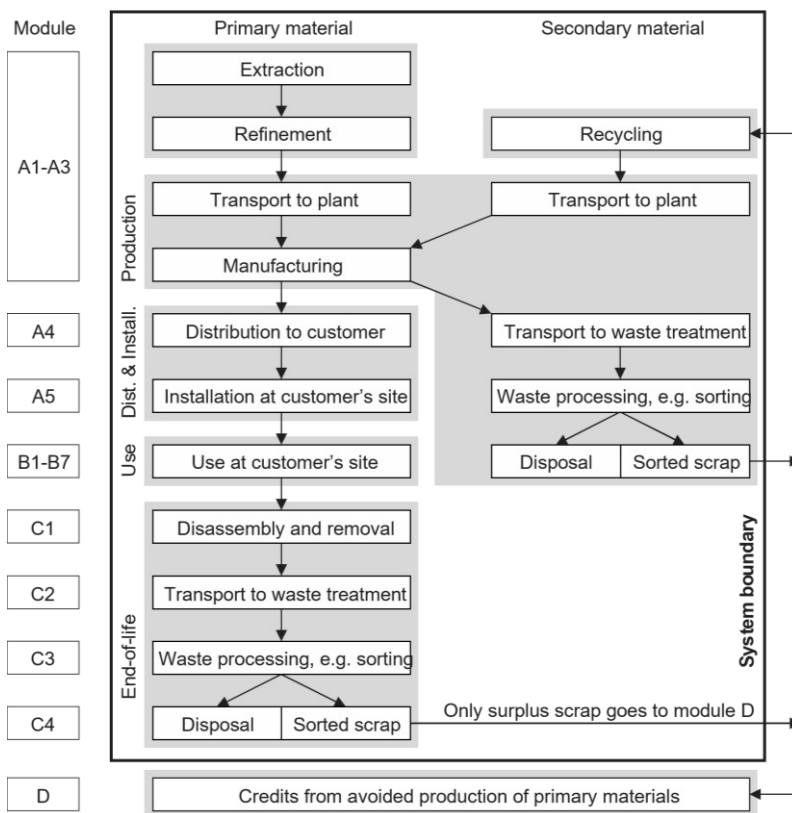 Module
Primary material
Secondary material
A1-A3
Extraction
Refinement
Recycling
Production
Transport to plant
Transport to plant
Manufacturing
A4
Dist. & Install.
Distribution to customer
Transport to waste treatment
A5
Installation at customer's site
Waste processing, e.g. sorting
B1-B7
Use
Use at customer's site
Disposal
Sorted scrap
C1
Disassembly and removal
System boundary
C2
End-of-life
Transport to waste treatment
C3
Waste processing, e.g. sorting
C4
Disposal
Sorted scrap
Only surplus scrap goes to module D
D
Credits from avoided production of primary materials